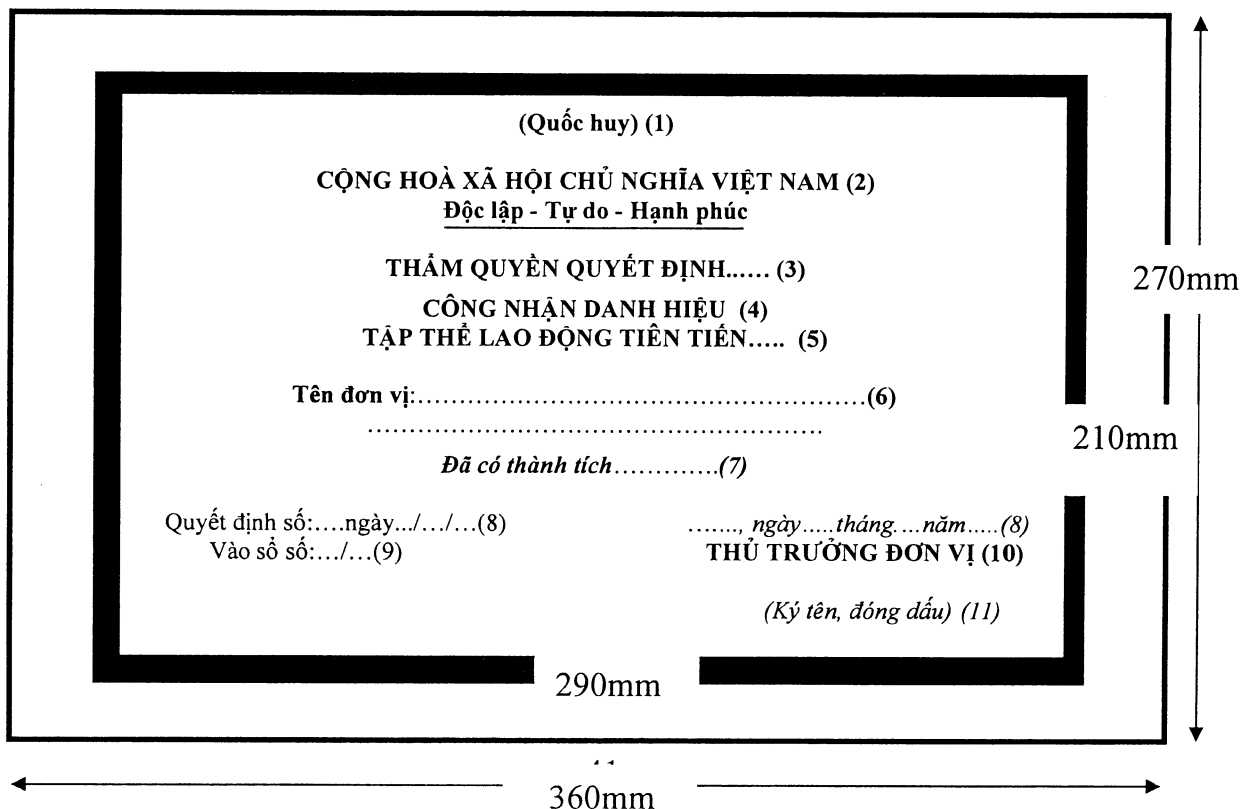 (Quốc huy) (1)
CỘNG HOÀ XÃ HỘI CHỦ NGHĨA VIỆT NAM (2)
Độc lập - Tự do - Hạnh phúc
THẨM QUYỀN QUYẾT ĐỊNH...... (3)
270mm
CÔNG NHẬN DANH HIỆU (4)
TẬP THỂ LAO ĐỘNG TIÊN TIẾN..... (5)
Tên đơn vị:......................................................(6)
.......................................................
210mm
Đã có thành tích.............(7)
Quyết định số:....ngày.../.../...(8)
Vào sổ số:.../...(9)
......., ngày.....tháng....năm.....(8)
THỦ TRƯỞNG ĐƠN VỊ (10)
(Ký tên, đóng dấu) (11)
290mm
360mm